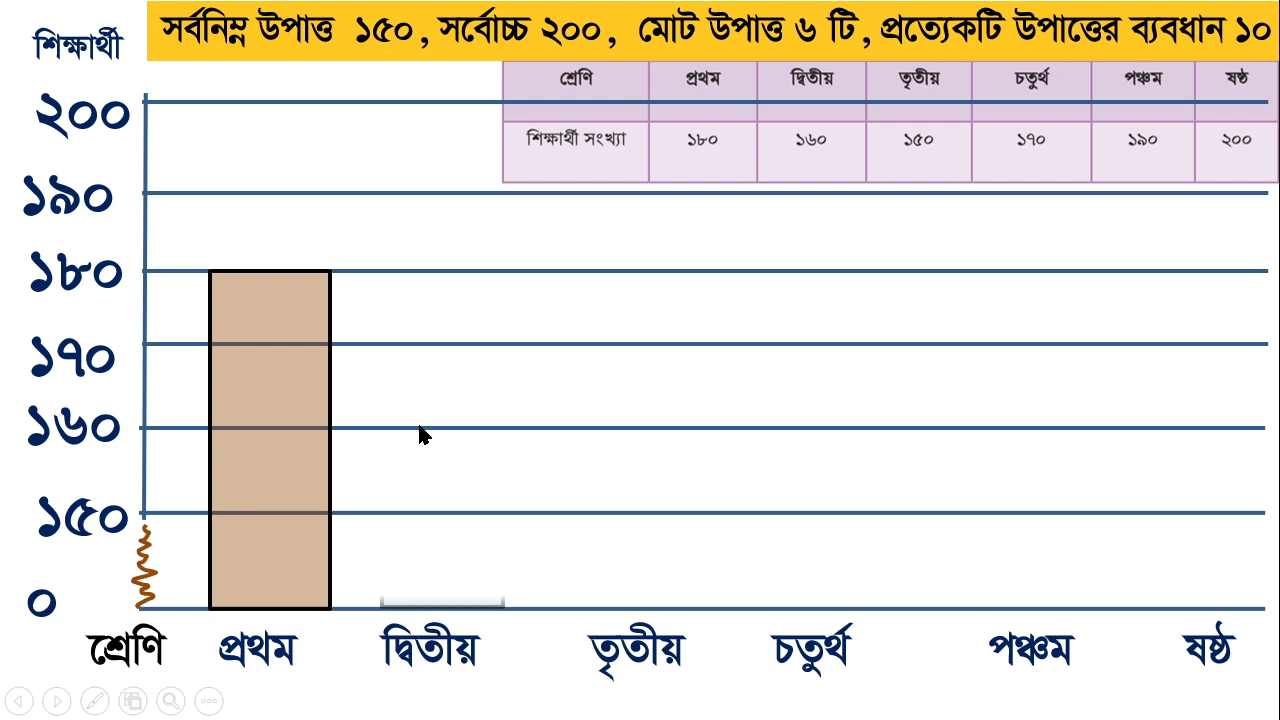 সর্বনিম্ন উপাত্ত ১৫০, সর্বোচ্চ ২০০, মোট উপাত্ত ৬ টি, প্রত্যেকটি উপাত্তের ব্যবধান ১০
শিক্ষার্থী
শ্রেণি প্রথম দ্বিতীয় তৃতীয় চতুর্থ পঞ্চম ষষ্ঠ
শিক্ষার্থী সংখ্যা ১৮০ ১৬০ ১৫০ ১৭০ ১৯০ ২০০
২০০
১৯০
১৮০
১৭০
১৬০
১৫০
০
শ্রেণি প্রথম দ্বিতীয় তৃতীয় চতুর্থ পঞ্চম ষষ্ঠ